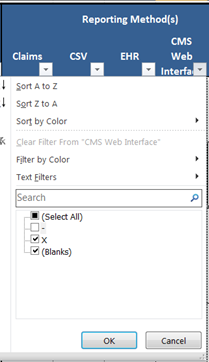 Reporting Method(s)
Claims CSV EHR CMS Web Interfac
Sort A to Z
Sort Z to A
Sort by Color
Clear Filter From "CMS Web Interface"
Filter by Color
Text Filters
Search
(Select All)
-
X
(Blanks)
OK Cancel